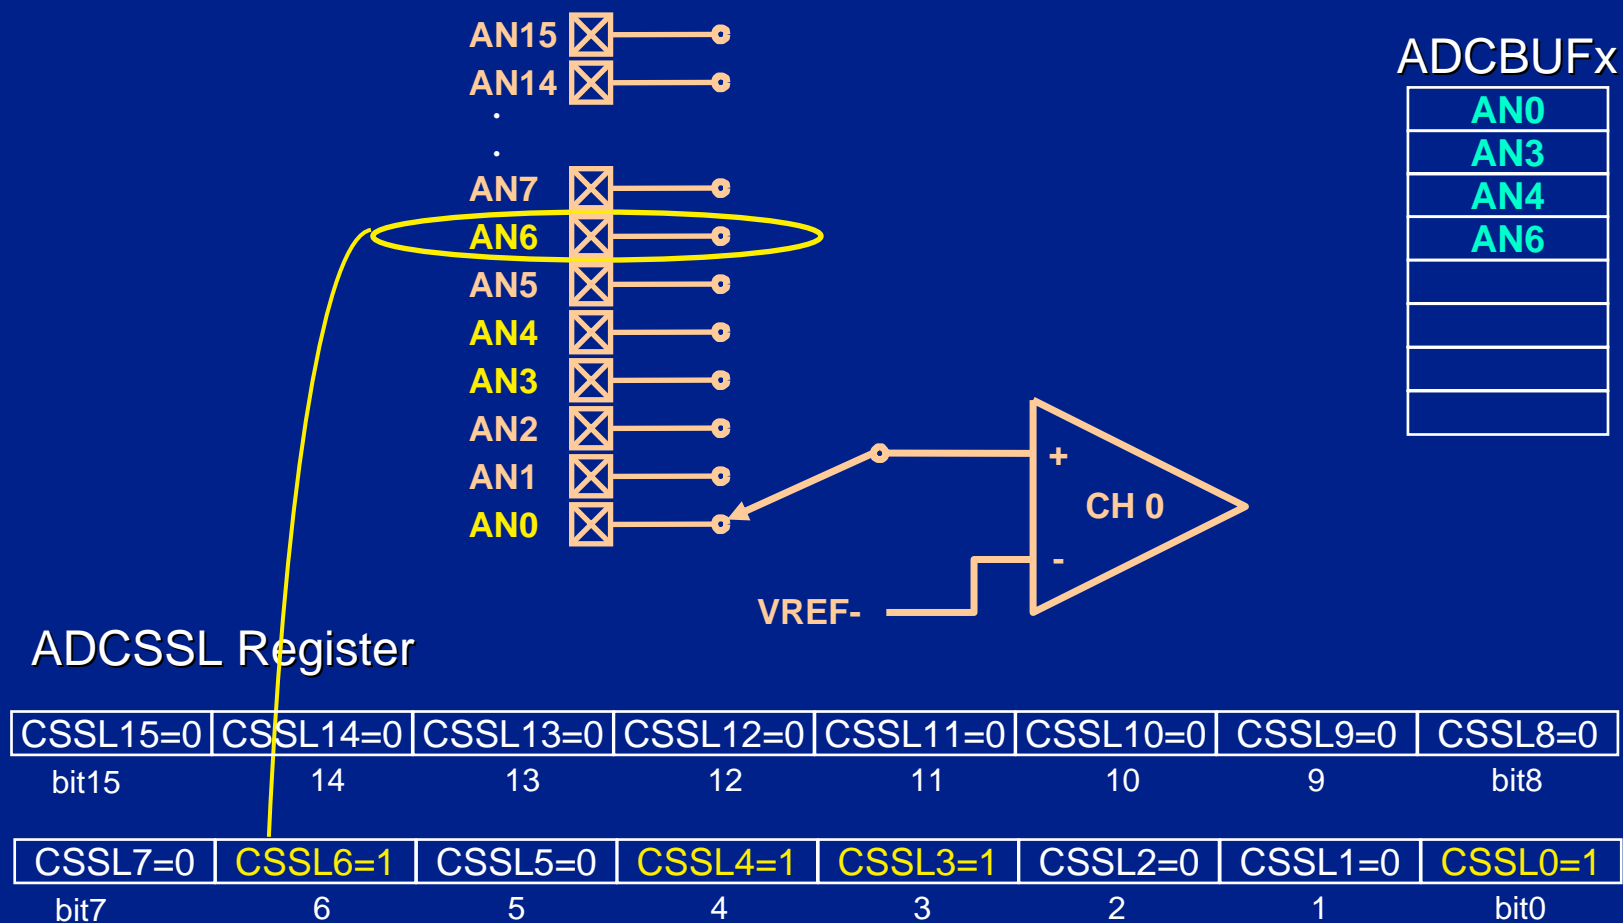 AN15
AN14
.
.
AN7
AN6
AN5
AN4
AN3
AN2
AN1
AN0
+
CH 0
-
VREF-
ADCBUFx
AN0
AN3
AN4
AN6
ADCSSL Register
CSSL15=0 CSSL14=0 CSSL13=0 CSSL12=0 CSSL11=0 CSSL10=0 CSSL9=0 CSSL8=0
bit15 14 13 12 11 10 9 bit8
CSSL7=0 CSSL6=1 CSSL5=0 CSSL4=1 CSSL3=1 CSSL2=0 CSSL1=0 CSSL0=1
bit7 6 5 4 3 2 1 bit0